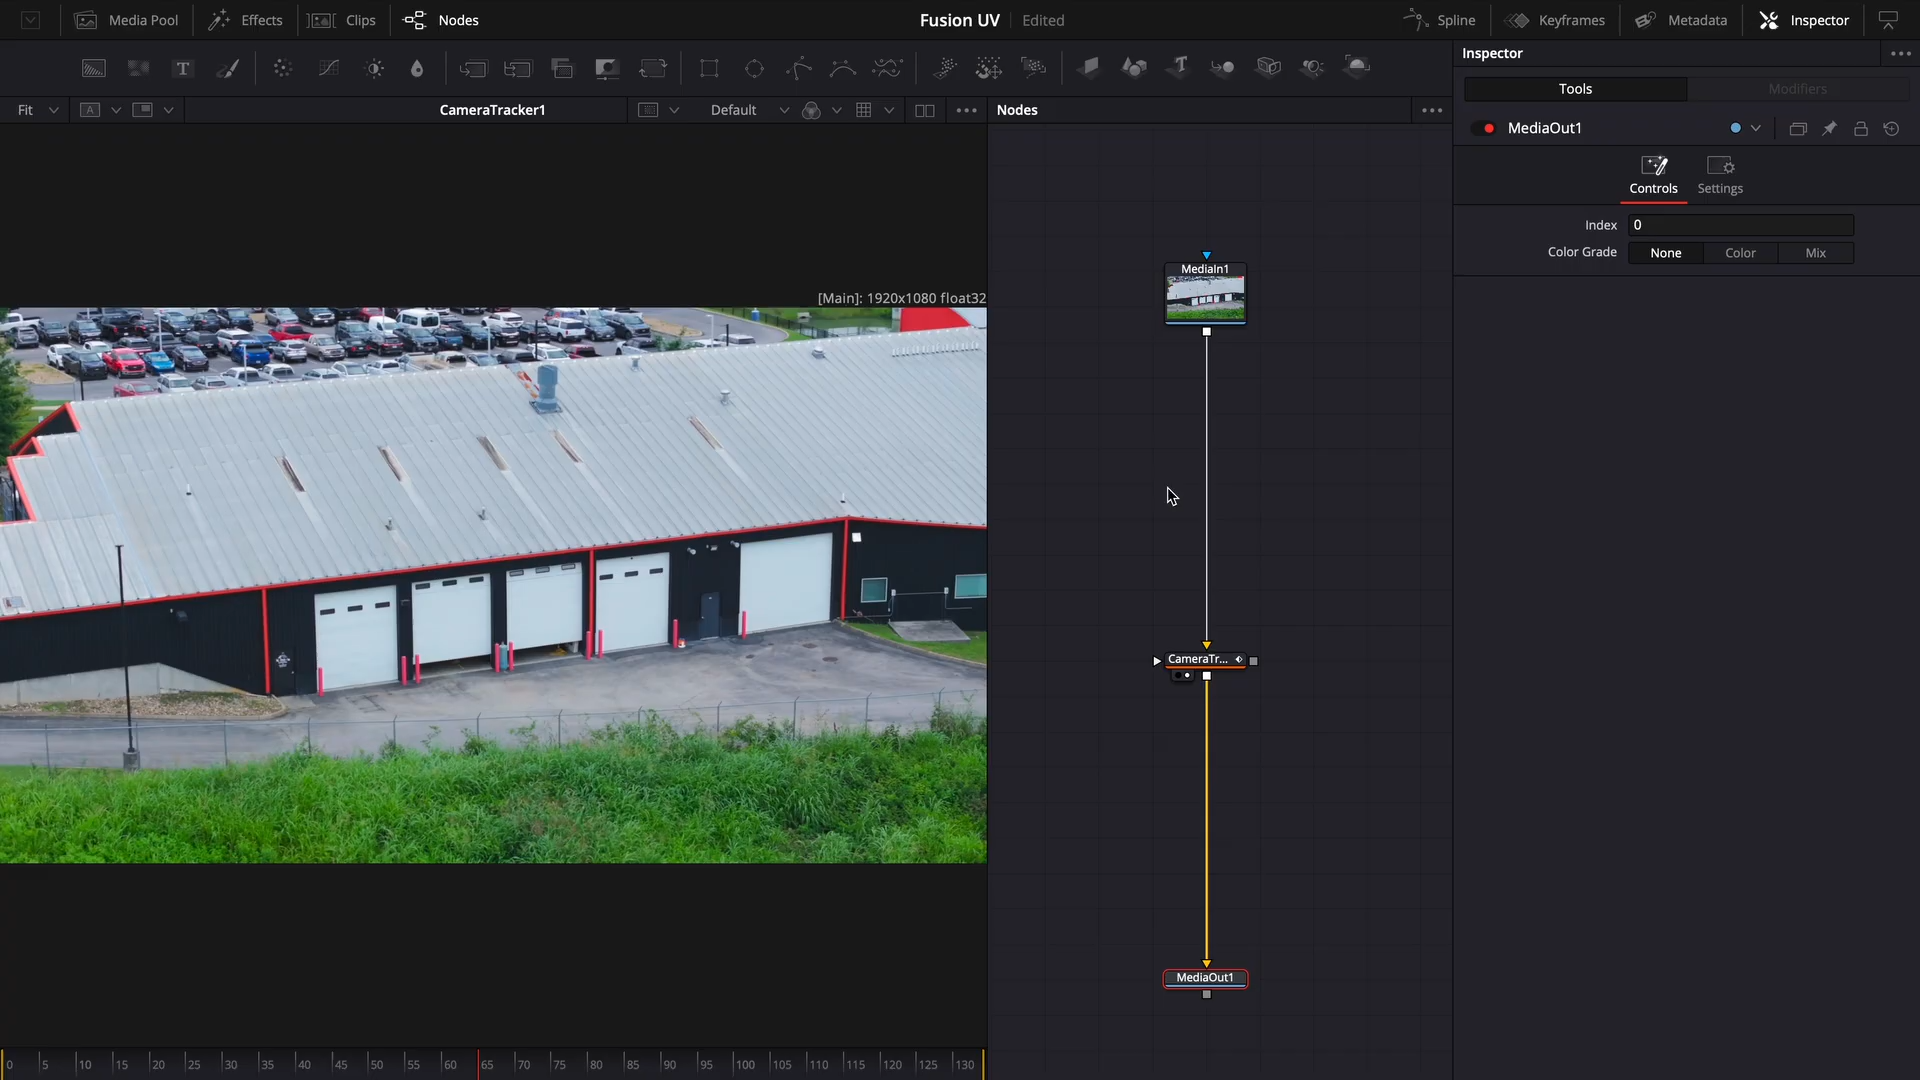 Media Pool
Effects
Clips
Nodes
Fusion UV
Edited
Spline
Keyframes
Metadata
Inspector
T
T
Inspector
Tools
Modifiers
Fit
A
CameraTracker1
Default
Nodes
MediaOut1
Controls
Settings
Index
0
Color Grade
None
Color
Mix
[Main]: 1920x1080 float32
MediaIn1
CameraTr...
MediaOut1
0 5 10 15 20 25 30 35 40 45 50 55 60 65 70 75 80 85 90 95 100 105 110 115 120 125 130